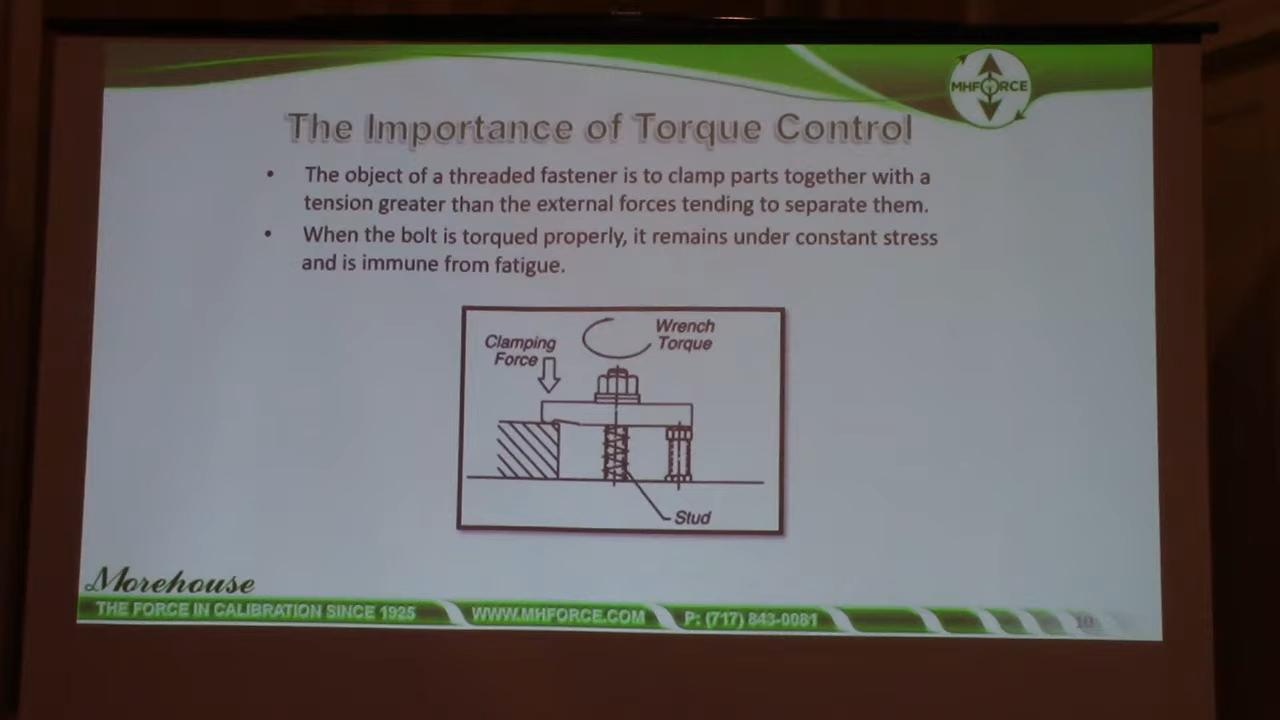 MHFORCE
The Importance of Torque Control
• The object of a threaded fastener is to clamp parts together with a
tension greater than the external forces tending to separate them.
• When the bolt is torqued properly, it remains under constant stress
and is immune from fatigue.
Clamping
Force
Wrench
Torque
Stud
Morehouse
THE FORCE IN CALIBRATION SINCE 1925 WWW.MHFORCE.COM P: (717) 843-0081 10